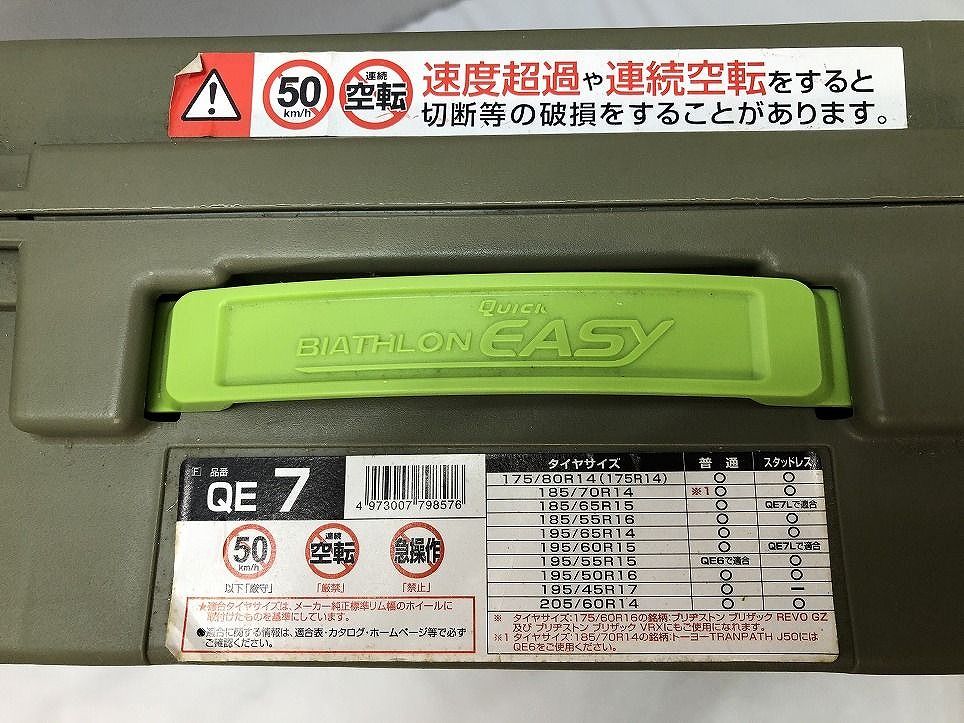 50
km/h
連続
空転
速度超過や連続空転をすると
切断等の破損をすることがあります。
QUICK
BIATHLON EASY
F 品番
QE 7
4 973007 798576
50
km/h
連続
空転
急操作
以下「厳守」 「厳禁」 「禁止」
★適合タイヤサイズは、メーカー純正標準リム幅のホイールに
取付けたものを基準にしています。
●適合に関する情報は、適合表・カタログ・ホームページ等で必ず
ご確認ください。
タイヤサイズ 普通 スタッドレス
175/80R14(175R14) ○ ○
185/70R14 ※1○ ○
185/65R15 ○ QE7Lで適合
185/55R16 ○ ○
195/65R14 ○ ○
195/60R15 ○ QE7Lで適合
195/55R15 QE6で適合 ○
195/50R16 ○ ○
195/45R17 ○ －
205/60R14 ○ ○
※ タイヤサイズ:175/60R16の銘柄:ブリヂストン ブリザック REVO GZ
及び ブリヂストン ブリザック VRXにもご使用になれます。
※1 タイヤサイズ:185/70R14の銘柄:トーヨーTRANPATH J50には
QE6をご使用ください。